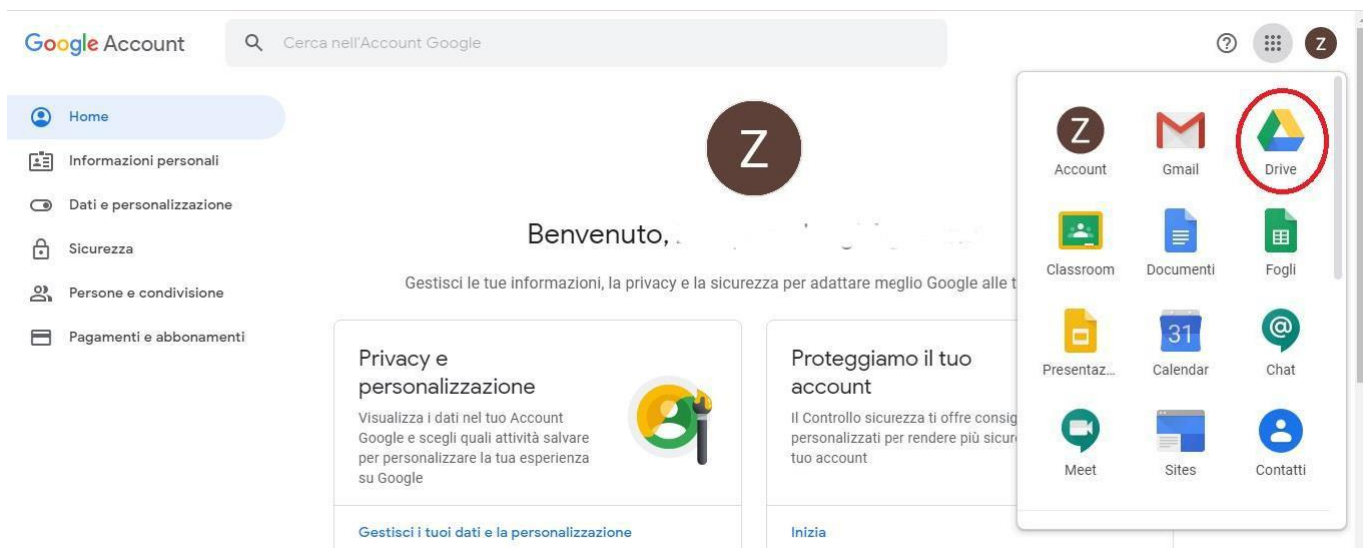 Google Account
Cerca nell'Account Google
Z
Home
Informazioni personali
Dati e personalizzazione
Sicurezza
Persone e condivisione
Pagamenti e abbonamenti
Z
Benvenuto,
Gestisci le tue informazioni, la privacy e la sicurezza per adattare meglio Google alle t
Privacy e
personalizzazione
Visualizza i dati nel tuo Account
Google e scegli quali attività salvare
per personalizzare la tua esperienza
su Google
Gestisci i tuoi dati e la personalizzazione
Proteggiamo il tuo
account
Il Controllo sicurezza ti offre consig
personalizzati per rendere più sicur
tuo account
Inizia
Z
Account
Gmail
Drive
Classroom
Documenti
Fogli
31
Presentaz...
Calendar
Chat
Meet
Sites
Contatti